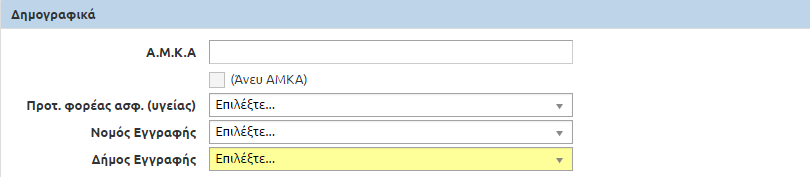 Δημογραφικά
Α.Μ.Κ.Α
(Άνευ ΑΜΚΑ)
Προτ. φορέας ασφ. (υγείας) Επιλέξτε...
Νομός Εγγραφής Επιλέξτε...
Δήμος Εγγραφής Επιλέξτε...